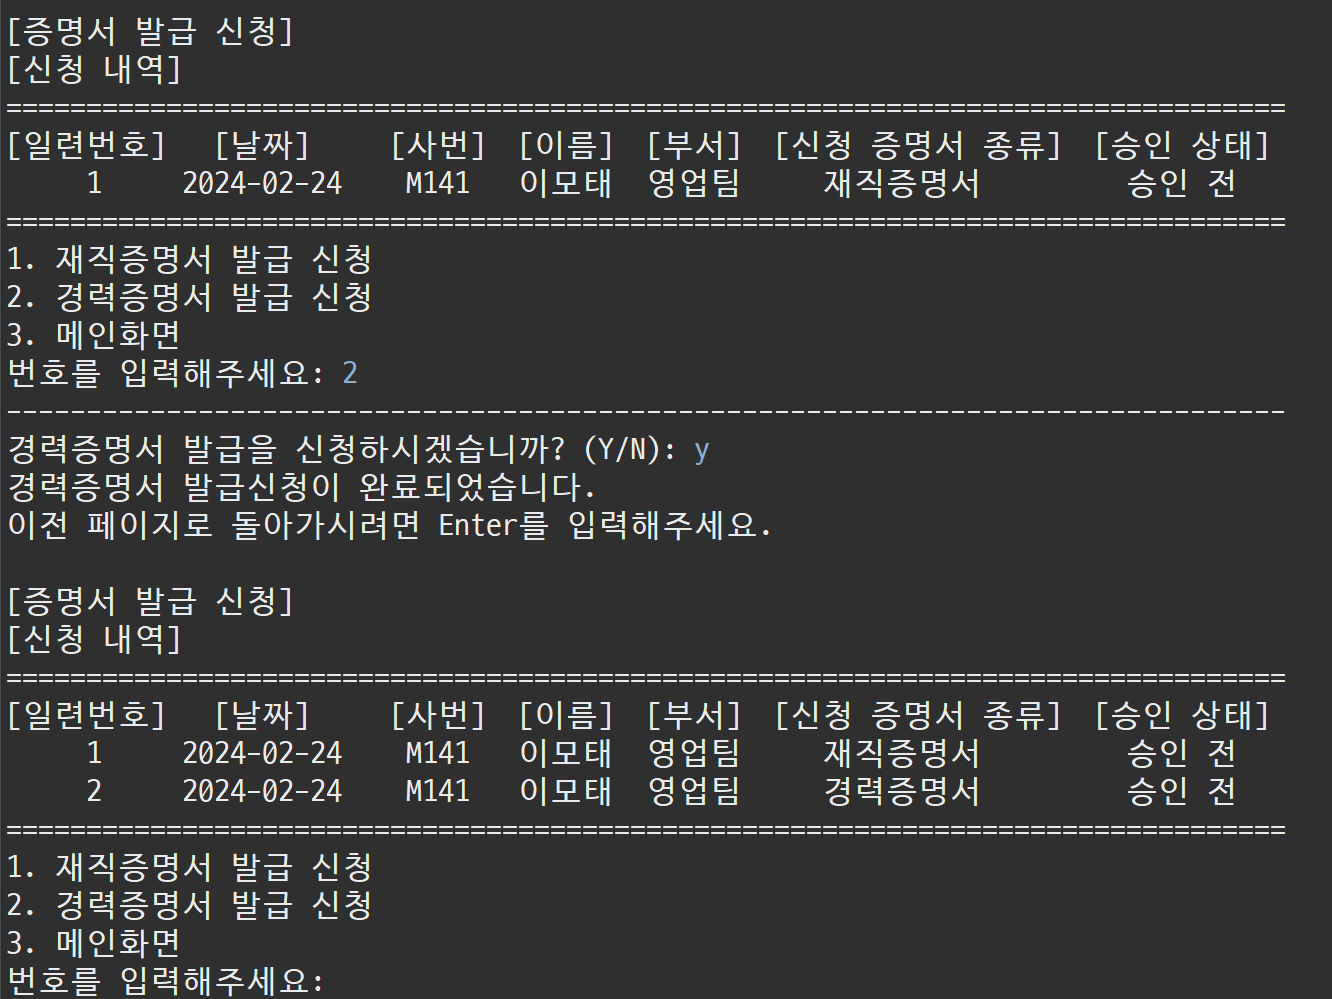 [증명서 발급 신청]
[신청 내역]
================================================================================
[일련번호] [날짜] [사번] [이름] [부서] [신청 증명서 종류] [승인 상태]
1 2024-02-24 M141 이모태 영업팀 재직증명서 승인 전
================================================================================
1. 재직증명서 발급 신청
2. 경력증명서 발급 신청
3. 메인화면
번호를 입력해주세요: 2
--------------------------------------------------------------------------------
경력증명서 발급을 신청하시겠습니까? (Y/N): y
경력증명서 발급신청이 완료되었습니다.
이전 페이지로 돌아가시려면 Enter를 입력해주세요.
[증명서 발급 신청]
[신청 내역]
================================================================================
[일련번호] [날짜] [사번] [이름] [부서] [신청 증명서 종류] [승인 상태]
1 2024-02-24 M141 이모태 영업팀 재직증명서 승인 전
2 2024-02-24 M141 이모태 영업팀 경력증명서 승인 전
================================================================================
1. 재직증명서 발급 신청
2. 경력증명서 발급 신청
3. 메인화면
번호를 입력해주세요: